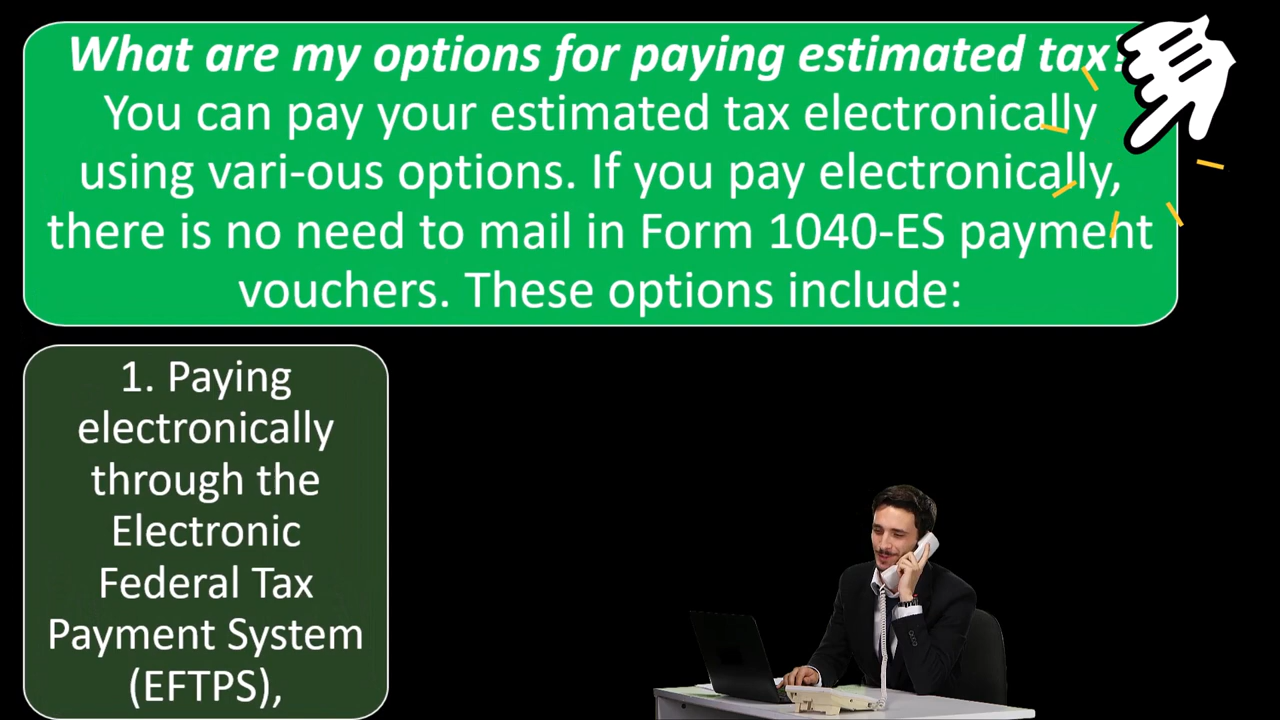 What are my options for paying estimated tax?
You can pay your estimated tax electronically
using vari-ous options. If you pay electronically,
there is no need to mail in Form 1040-ES payment
vouchers. These options include:
1. Paying
electronically
through the
Electronic
Federal Tax
Payment System
(EFTPS),